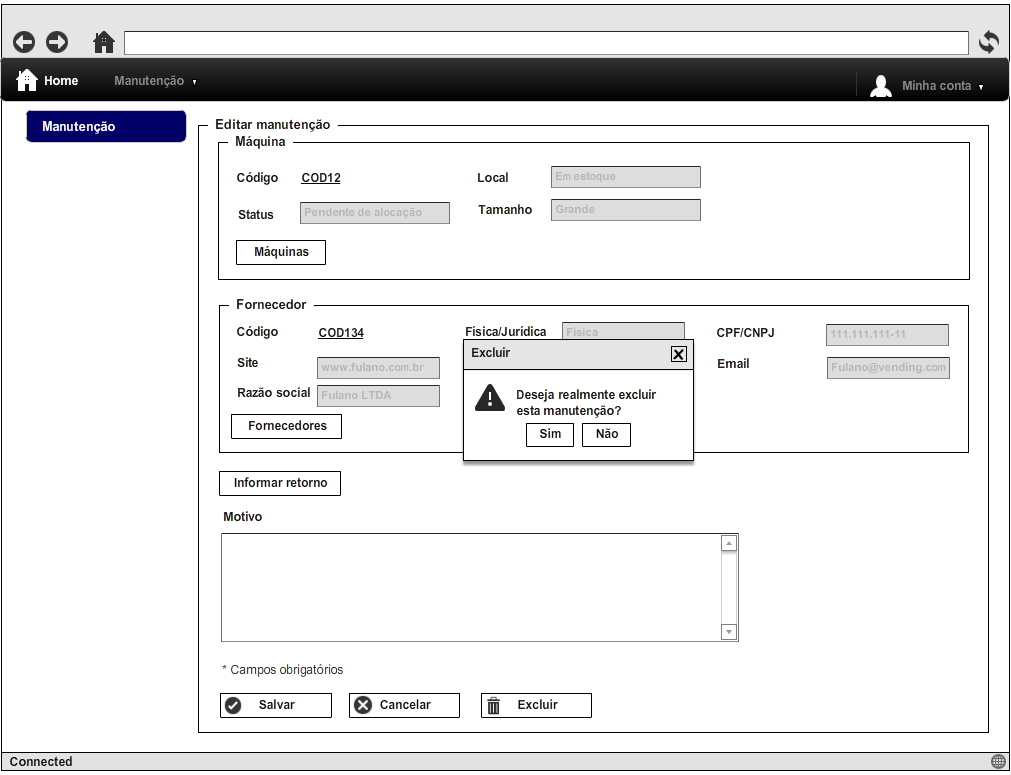 Home
Manutenção
Minha conta
Manutenção
Editar manutenção
Máquina
Código COD12 Local Em estoque
Status Pendente de alocação Tamanho Grande
Máquinas
Fornecedor
Código COD134 Física/Jurídica Física CPF/CNPJ 111.111.111-11
Site www.fulano.com.br Email Fulano@vending.com
Razão social Fulano LTDA
Fornecedores
Excluir
Deseja realmente excluir
esta manutenção?
Sim Não
Informar retorno
Motivo
* Campos obrigatórios
Salvar Cancelar Excluir
Connected